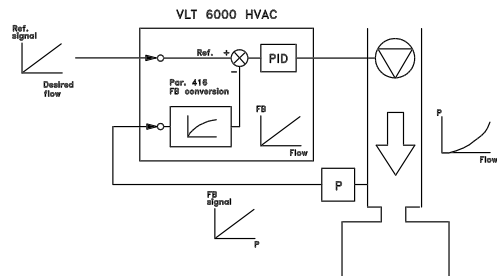 VLT 6000 HVAC
Ref.
signal
Desired
flow
Ref.
+
−
PID
Par. 416
FB conversion
FB
Flow
P
Flow
P
FB
signal
P